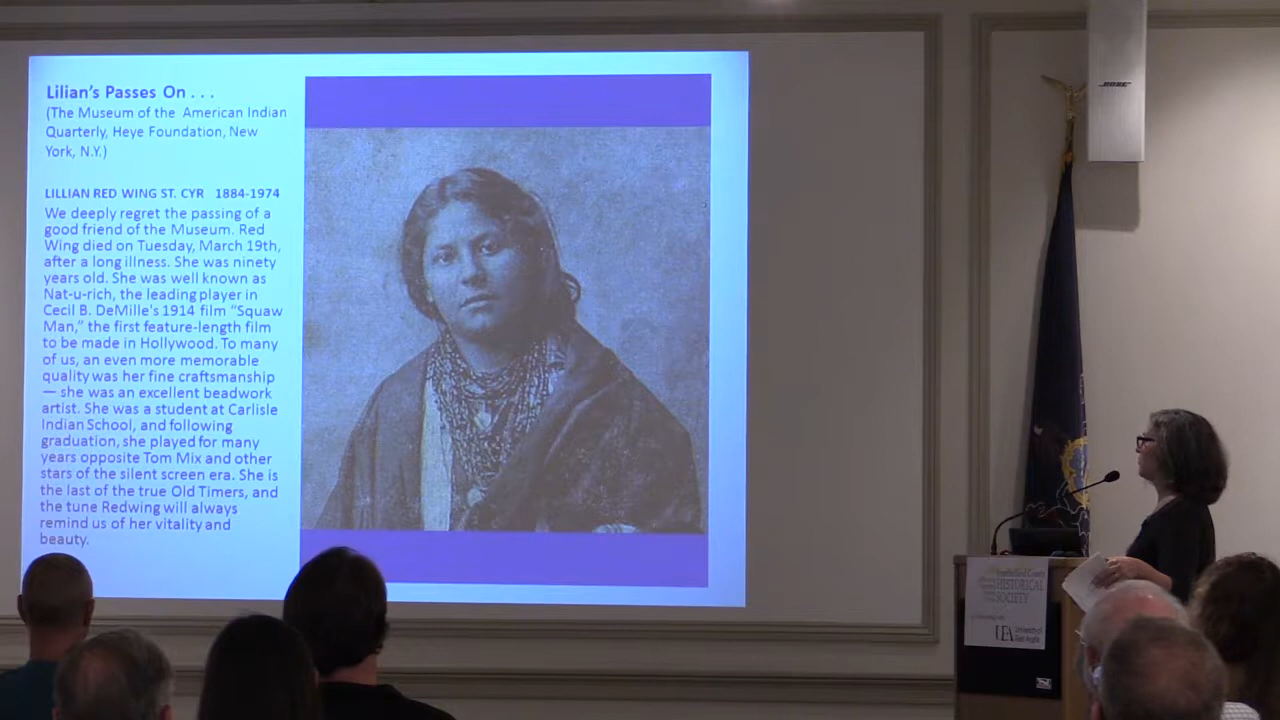 Lilian's Passes On . . .
(The Museum of the American Indian
Quarterly, Heye Foundation, New
York, N.Y.)
LILLIAN RED WING ST. CYR 1884-1974
We deeply regret the passing of a
good friend of the Museum. Red
Wing died on Tuesday, March 19th,
after a long illness. She was ninety
years old. She was well known as
Nat-u-rich, the leading player in
Cecil B. DeMille's 1914 film "Squaw
Man," the first feature-length film
to be made in Hollywood. To many
of us, an even more memorable
quality was her fine craftsmanship
— she was an excellent beadwork
artist. She was a student at Carlisle
Indian School, and following
graduation, she played for many
years opposite Tom Mix and other
stars of the silent screen era. She is
the last of the true Old Timers, and
the tune Redwing will always
remind us of her vitality and
beauty.
BOSE
County
HISTORICAL
SOCIETY
UEA University of
East Anglia